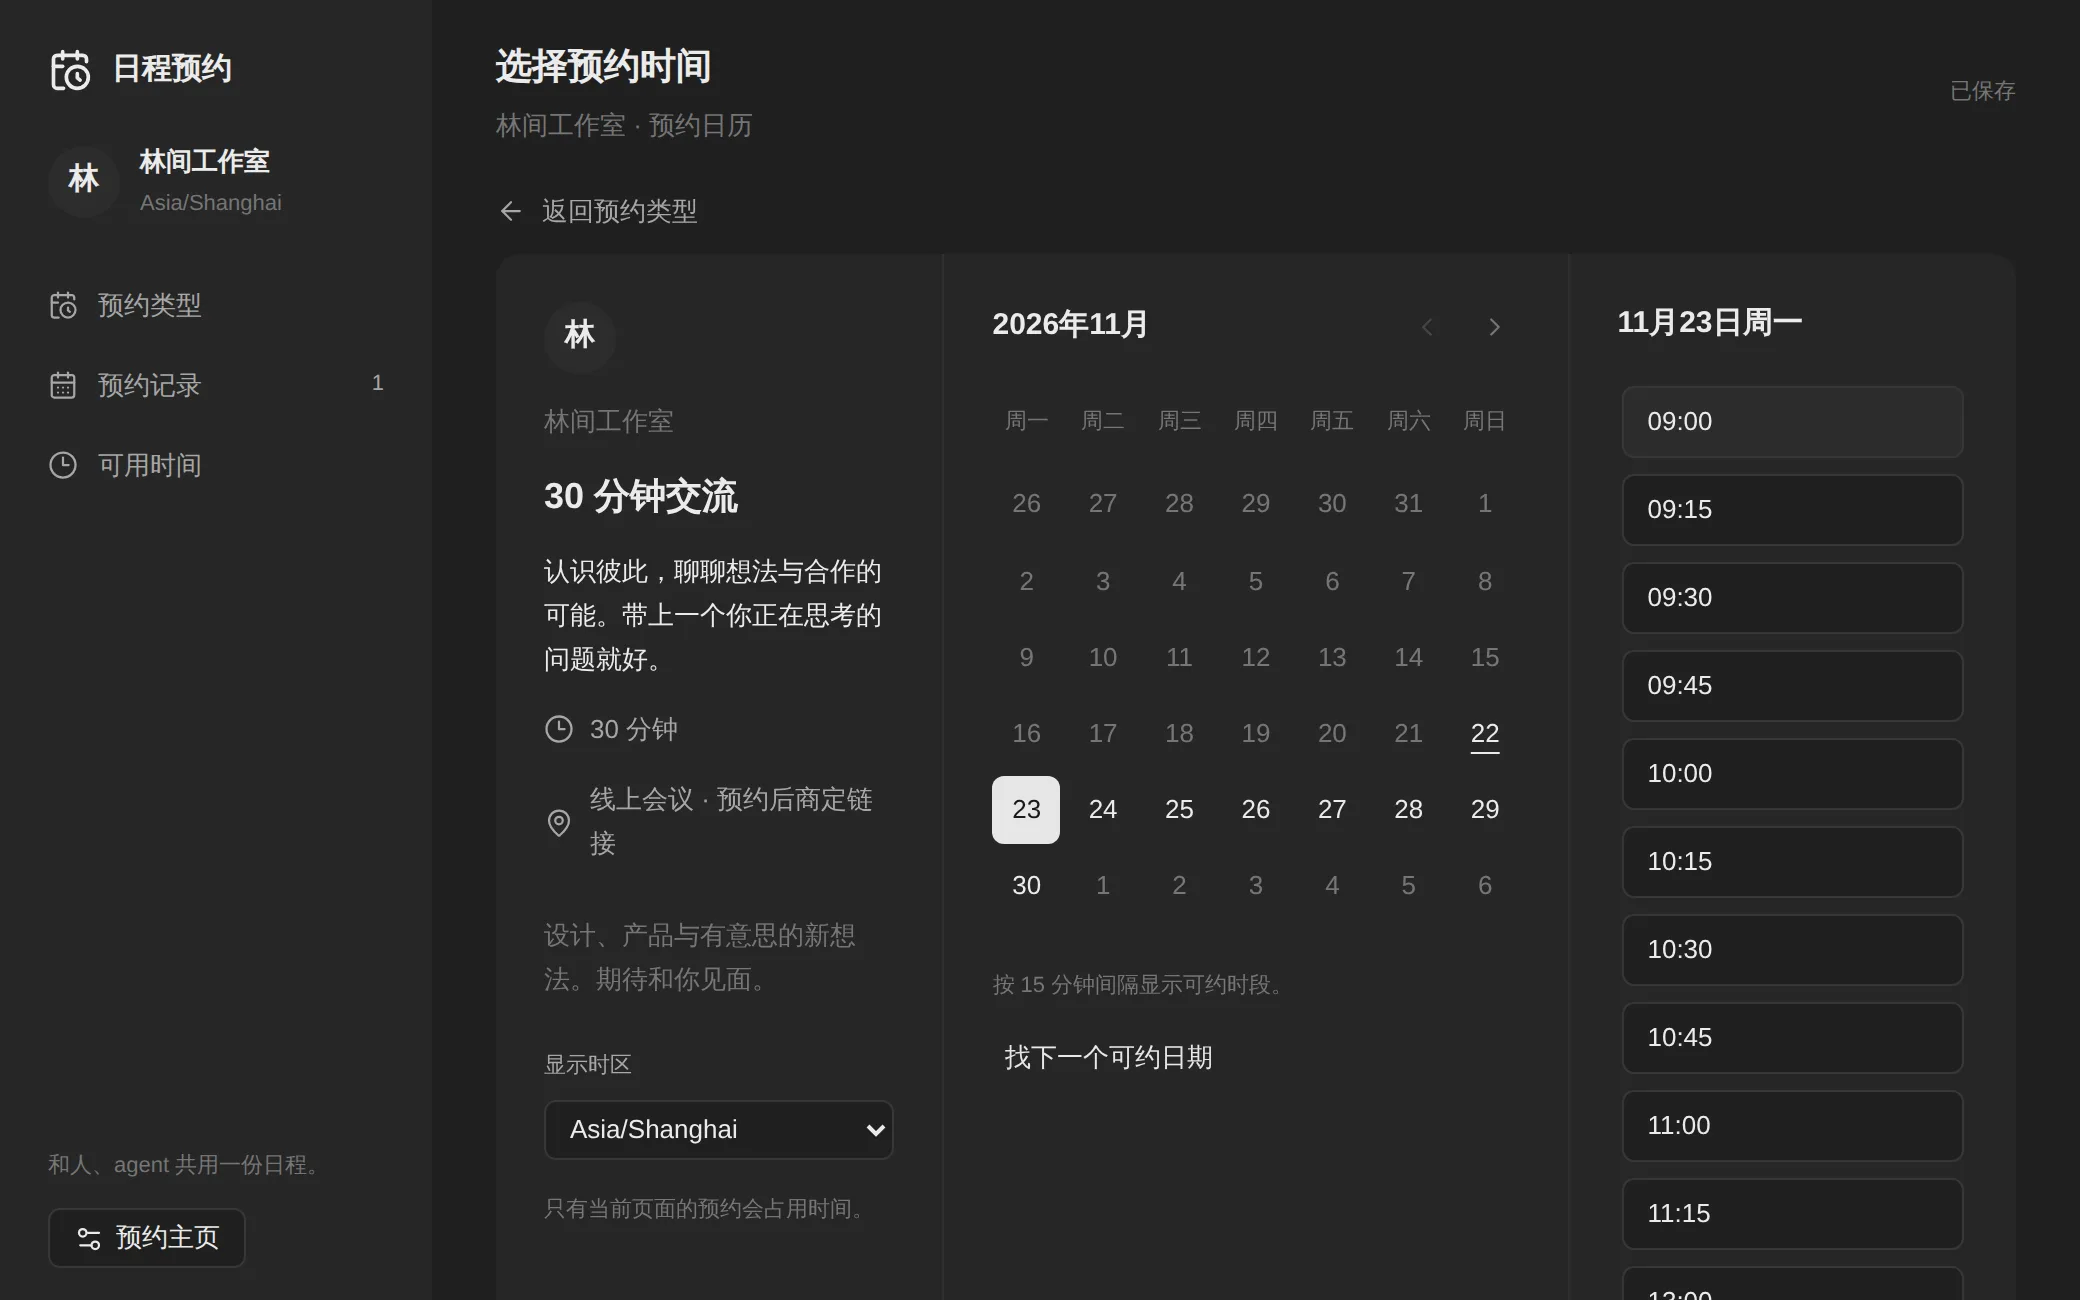 日程预约
林
林间工作室
Asia/Shanghai
预约类型
预约记录 1
可用时间
和人、agent 共用一份日程。
预约主页
选择预约时间
林间工作室 · 预约日历
已保存
返回预约类型
林
林间工作室
30 分钟交流
认识彼此，聊聊想法与合作的
可能。带上一个你正在思考的
问题就好。
30 分钟
线上会议 · 预约后商定链
接
设计、产品与有意思的新想
法。期待和你见面。
显示时区
Asia/Shanghai
只有当前页面的预约会占用时间。
2026年11月
周一 周二 周三 周四 周五 周六 周日
26 27 28 29 30 31 1
2 3 4 5 6 7 8
9 10 11 12 13 14 15
16 17 18 19 20 21 22
23 24 25 26 27 28 29
30 1 2 3 4 5 6
按 15 分钟间隔显示可约时段。
找下一个可约日期
11月23日周一
09:00
09:15
09:30
09:45
10:00
10:15
10:30
10:45
11:00
11:15